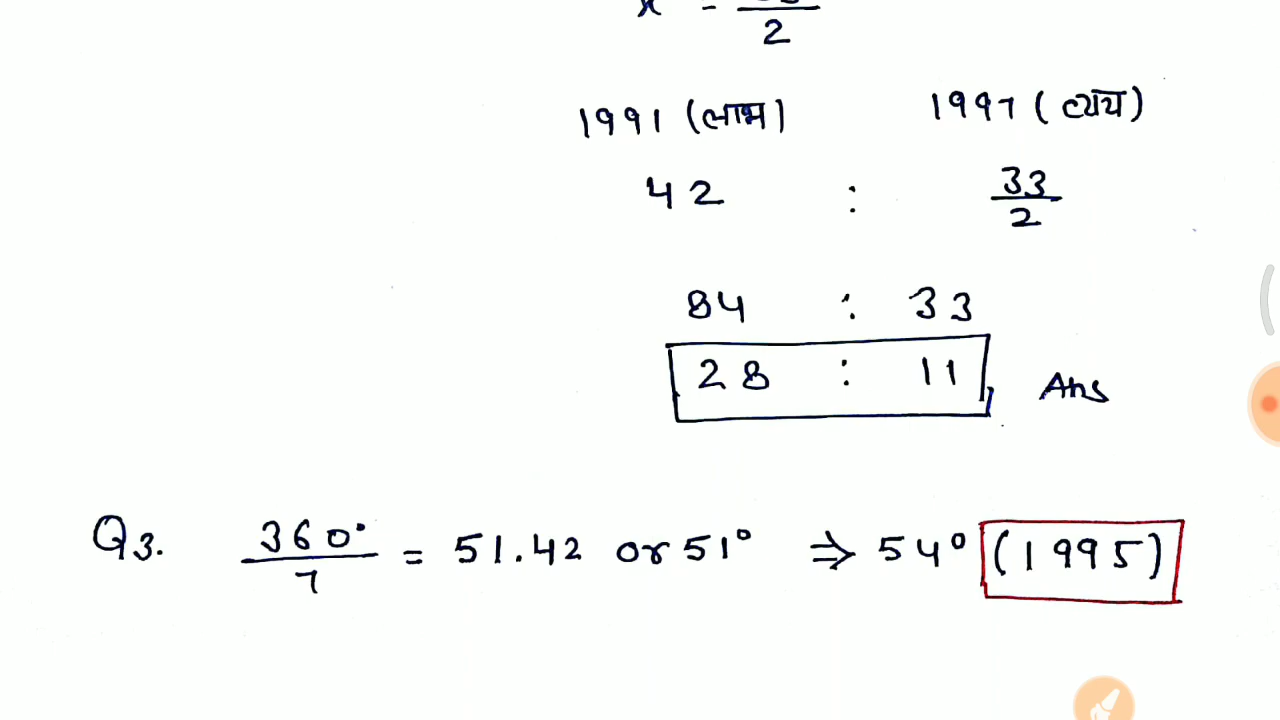 2
1991 (लाभ) 1997 (व्यय)
42 : 33/2
84 : 33
28 : 11 Ans
Q3. 360°/7 = 51.42 or 51° ⇒ 54° (1995)